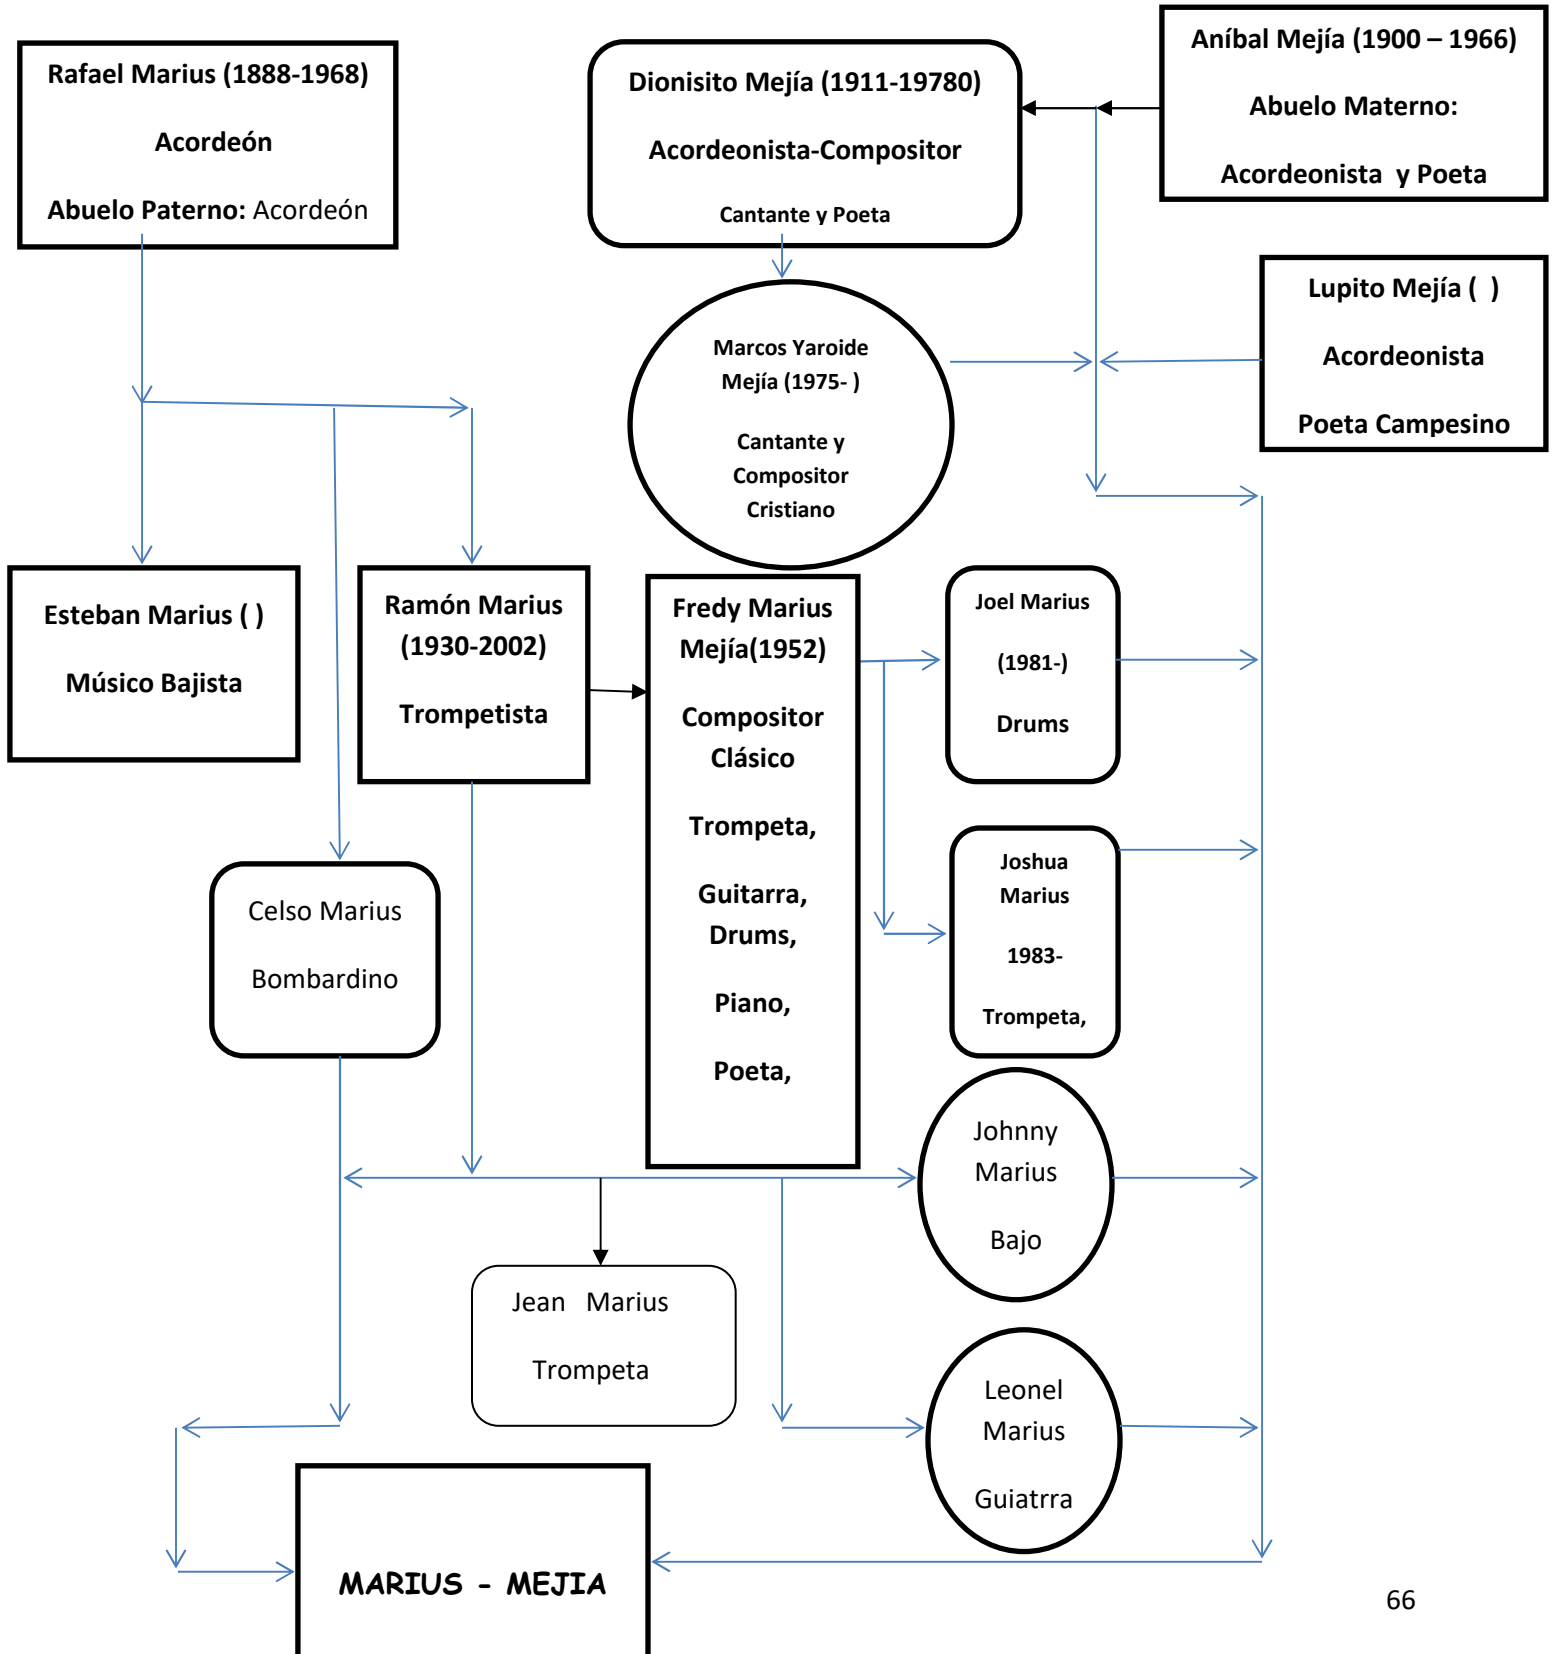 Rafael Marius (1888-1968)
Acordeón
Abuelo Paterno: Acordeón
Dionisito Mejía (1911-19780)
Acordeonista-Compositor
Cantante y Poeta
Aníbal Mejía (1900 – 1966)
Abuelo Materno:
Acordeonista y Poeta
Lupito Mejía ( )
Acordeonista
Poeta Campesino
Marcos Yaroide
Mejía (1975- )
Cantante y
Compositor
Cristiano
Esteban Marius ( )
Músico Bajista
Ramón Marius
(1930-2002)
Trompetista
Fredy Marius
Mejía(1952)
Compositor
Clásico
Trompeta,
Guitarra,
Drums,
Piano,
Poeta,
Joel Marius
(1981-)
Drums
Joshua
Marius
1983-
Trompeta,
Celso Marius
Bombardino
Johnny
Marius
Bajo
Jean Marius
Trompeta
Leonel
Marius
Guiatrra
MARIUS - MEJIA
66